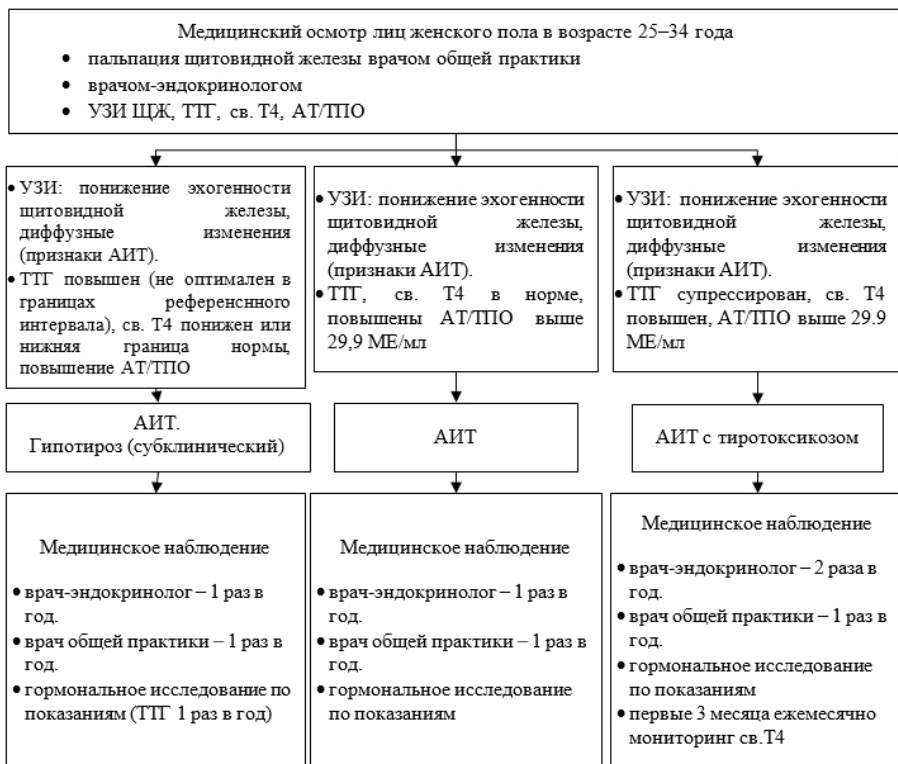 Медицинский осмотр лиц женского пола в возрасте 25–34 года
• пальпация щитовидной железы врачом общей практики
• врачом-эндокринологом
• УЗИ ЩЖ, ТТГ, св. Т4, АТ/ТПО
• УЗИ: понижение эхогенности
щитовидной железы,
диффузные изменения
(признаки АИТ).
• ТТГ повышен (не оптимален в
границах референсного
интервала), св. Т4 понижен или
нижняя граница нормы,
повышение АТ/ТПО
• УЗИ: понижение эхогенности
щитовидной железы,
диффузные изменения
(признаки АИТ).
• ТТГ, св. Т4 в норме,
повышены АТ/ТПО выше
29,9 МЕ/мл
• УЗИ: понижение эхогенности
щитовидной железы,
диффузные изменения
(признаки АИТ).
• ТТГ супрессирован, св. Т4
повышен, АТ/ТПО выше 29.9
МЕ/мл
АИТ.
Гипотироз (субклинический)
АИТ
АИТ с тиротоксикозом
Медицинское наблюдение
• врач-эндокринолог – 1 раз в
год.
• врач общей практики – 1 раз в
год.
• гормональное исследование по
показаниям (ТТГ 1 раз в год)
Медицинское наблюдение
• врач-эндокринолог – 1 раз в
год.
• врач общей практики – 1 раз в
год.
• гормональное исследование
по показаниям
Медицинское наблюдение
• врач-эндокринолог – 2 раза в
год.
• врач общей практики – 1 раз в
год.
• гормональное исследование
по показаниям
• первые 3 месяца ежемесячно
мониторинг св.Т4